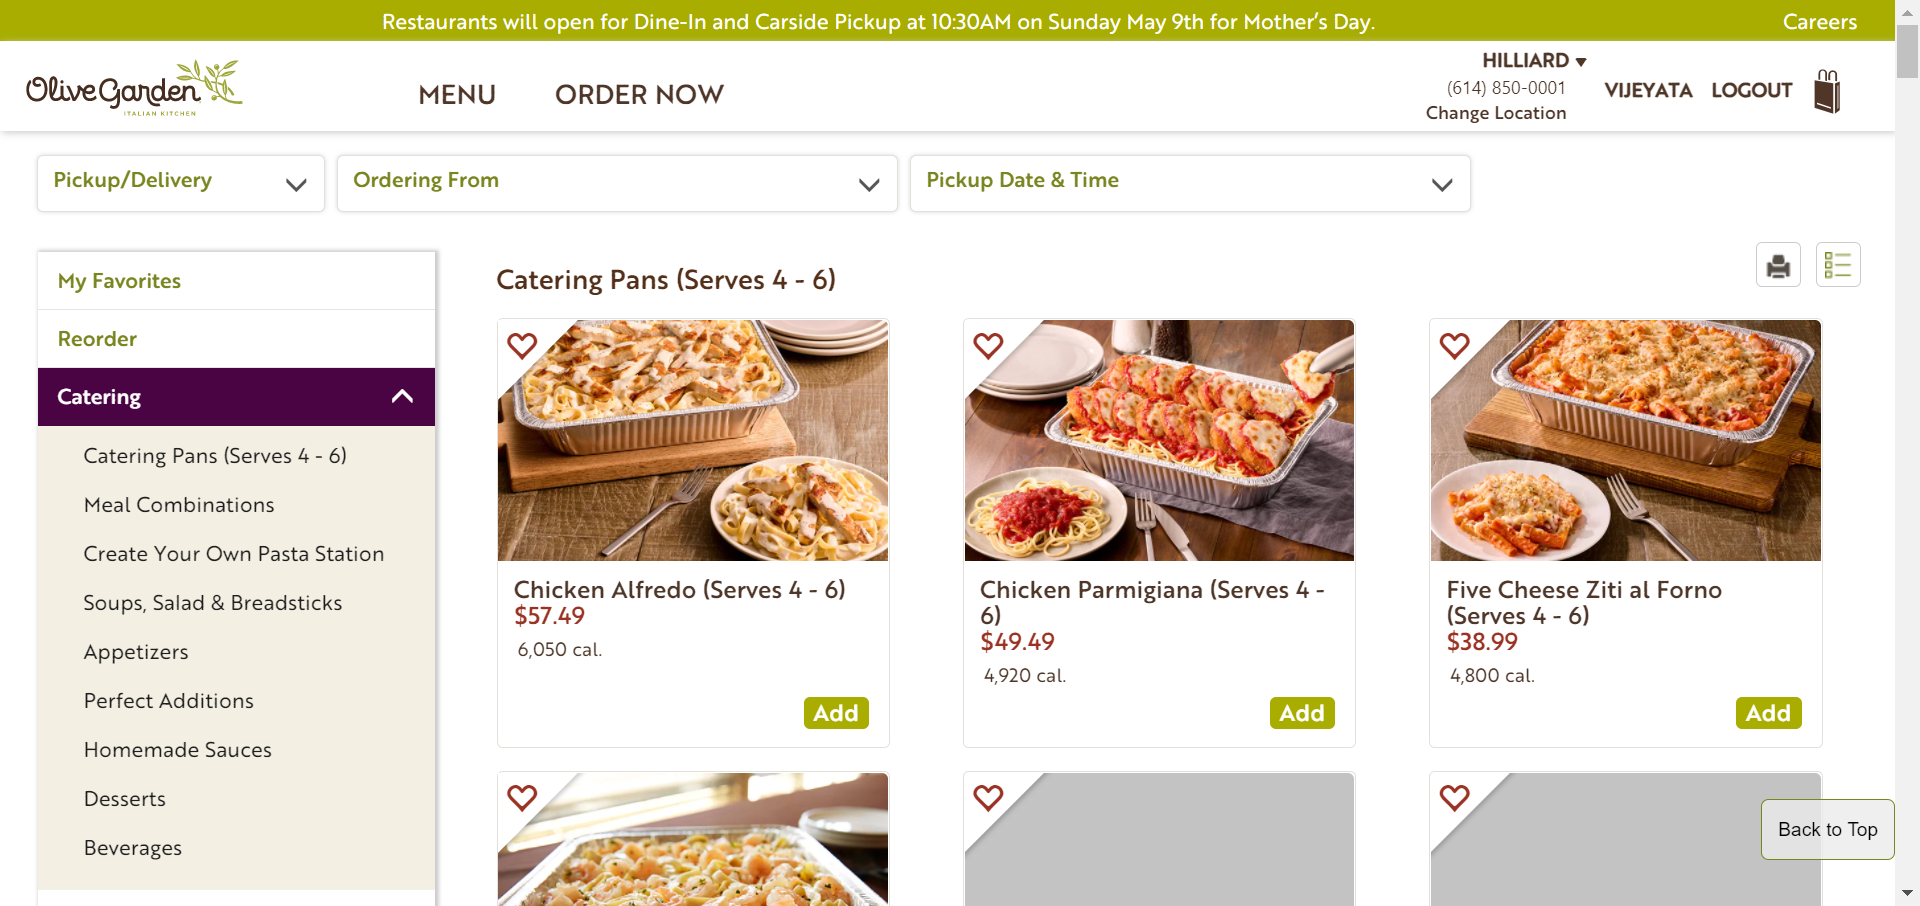 Restaurants will open for Dine-In and Carside Pickup at 10:30AM on Sunday May 9th for Mother's Day.
Careers
Olive Garden
ITALIAN KITCHEN
MENU
ORDER NOW
HILLIARD
(614) 850-0001
Change Location
VIJEYATA
LOGOUT
Pickup/Delivery
Ordering From
Pickup Date & Time
My Favorites
Reorder
Catering
Catering Pans (Serves 4 - 6)
Meal Combinations
Create Your Own Pasta Station
Soups, Salad & Breadsticks
Appetizers
Perfect Additions
Homemade Sauces
Desserts
Beverages
Catering Pans (Serves 4 - 6)
Chicken Alfredo (Serves 4 - 6)
$57.49
6,050 cal.
Add
Chicken Parmigiana (Serves 4 -
6)
$49.49
4,920 cal.
Add
Five Cheese Ziti al Forno
(Serves 4 - 6)
$38.99
4,800 cal.
Add
Back to Top